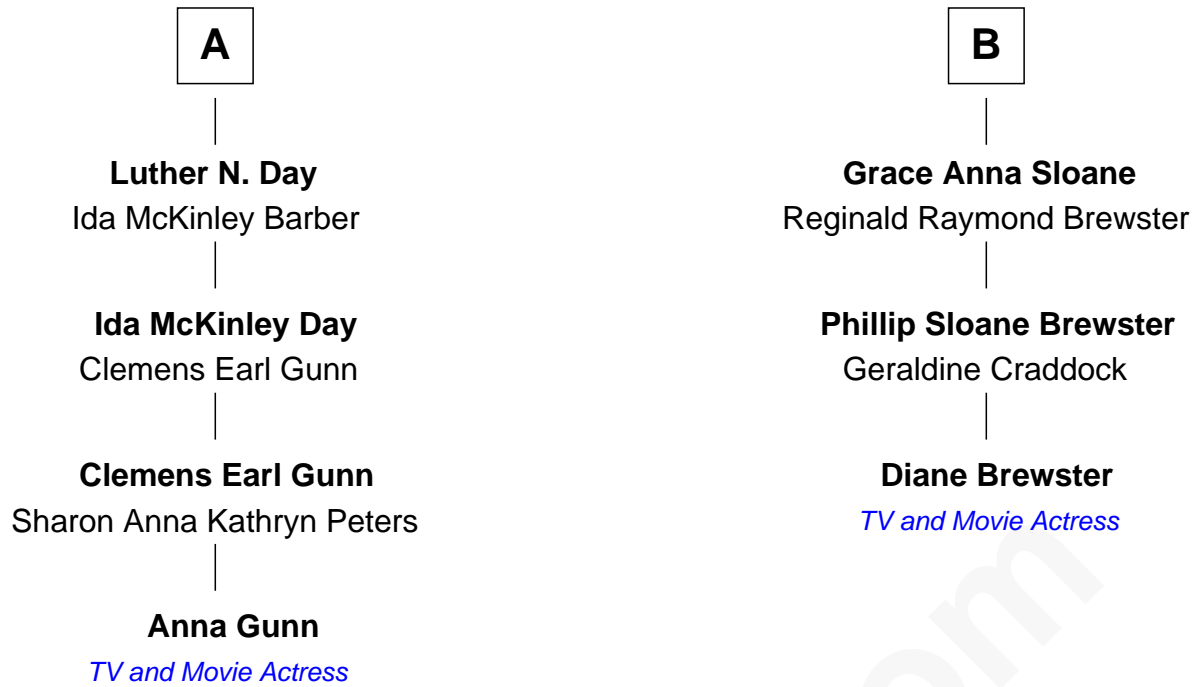 A
Luther N. Day
Ida McKinley Barber
Ida McKinley Day
Clemens Earl Gunn
Clemens Earl Gunn
Sharon Anna Kathryn Peters
Anna Gunn
TV and Movie Actress
B
Grace Anna Sloane
Reginald Raymond Brewster
Phillip Sloane Brewster
Geraldine Craddock
Diane Brewster
TV and Movie Actress
om